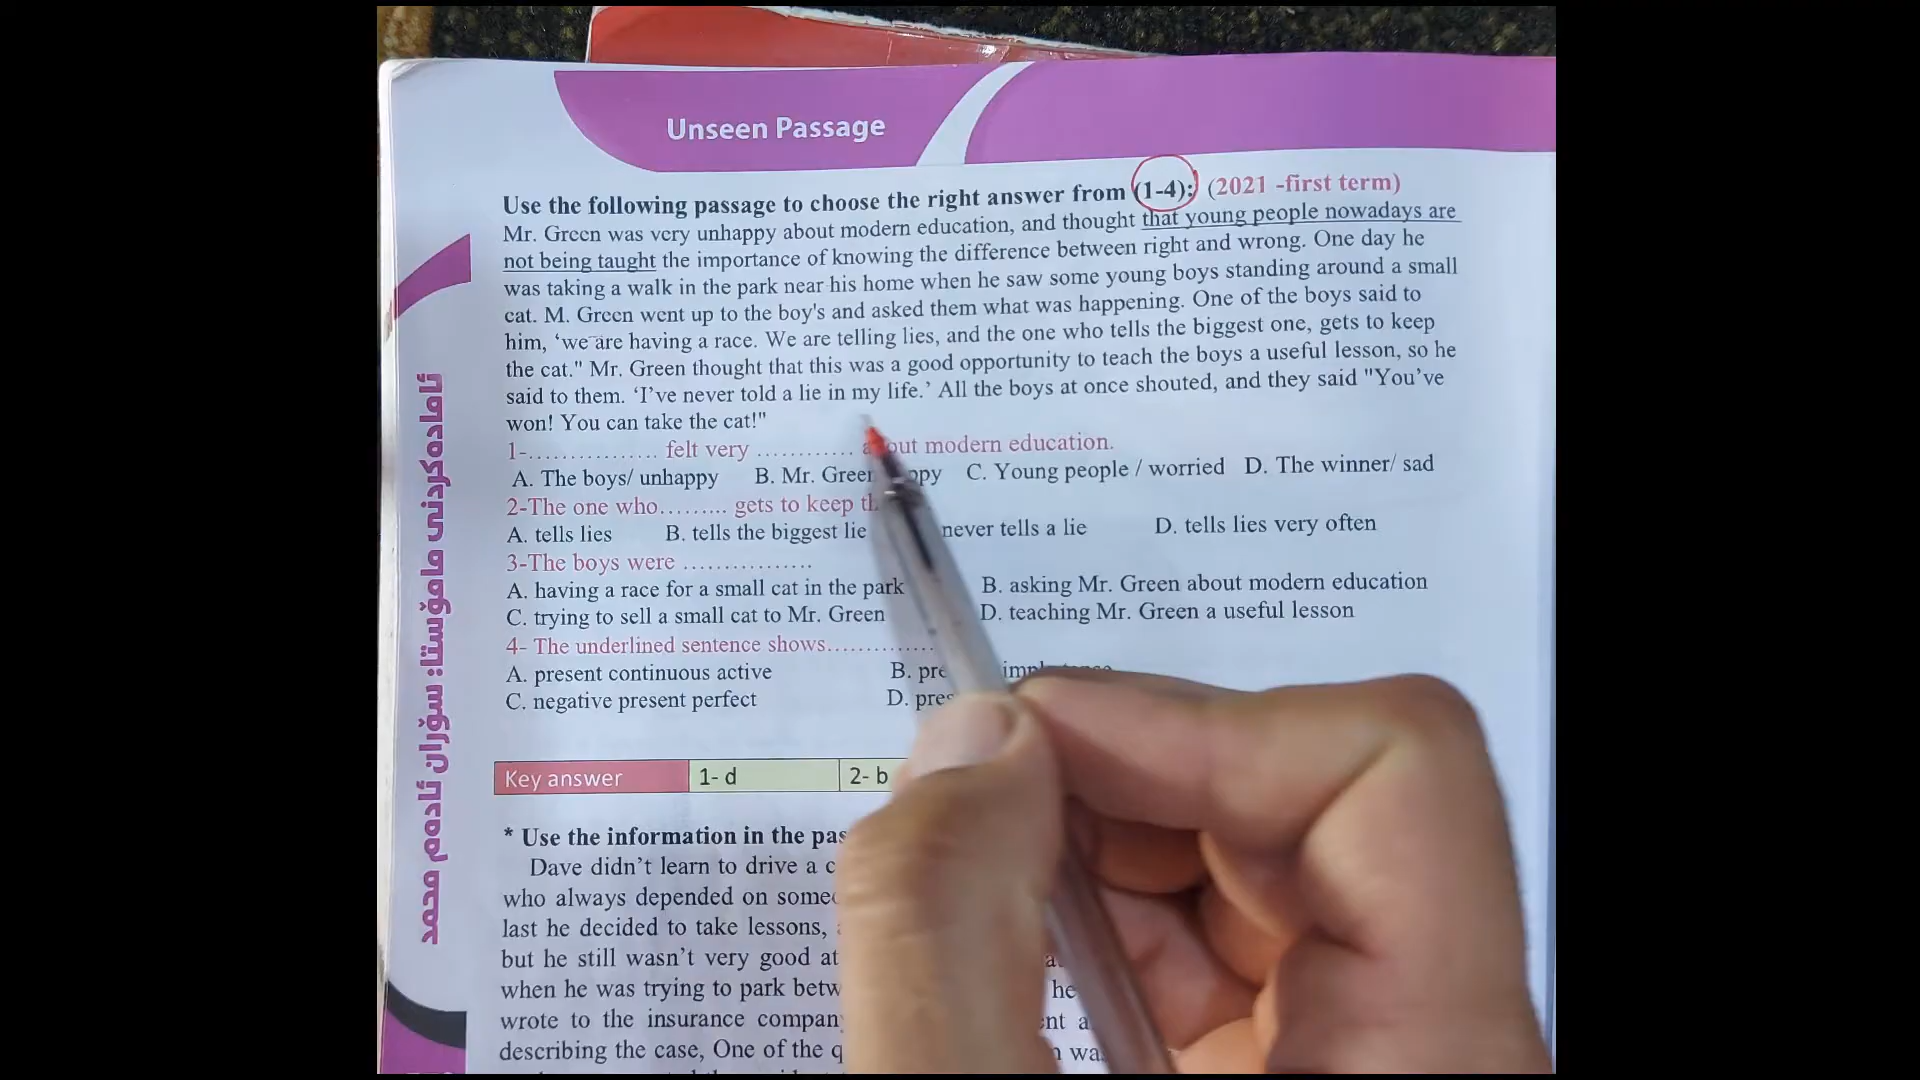 Unseen Passage
Use the following passage to choose the right answer from (1-4): (2021 -first term)
Mr. Green was very unhappy about modern education, and thought that young people nowadays are
not being taught the importance of knowing the difference between right and wrong. One day he
was taking a walk in the park near his home when he saw some young boys standing around a small
cat. M. Green went up to the boy's and asked them what was happening. One of the boys said to
him, ‘we are having a race. We are telling lies, and the one who tells the biggest one, gets to keep
the cat." Mr. Green thought that this was a good opportunity to teach the boys a useful lesson, so he
said to them. ‘I’ve never told a lie in my life.’ All the boys at once shouted, and they said "You’ve
won! You can take the cat!"
1-................ felt very ............ about modern education.
A. The boys/ unhappy B. Mr. Green C. Young people / worried D. The winner/ sad
2-The one who......... gets to keep
A. tells lies B. tells the biggest lie never tells a lie D. tells lies very often
3-The boys were ................
A. having a race for a small cat in the park B. asking Mr. Green about modern education
C. trying to sell a small cat to Mr. Green D. teaching Mr. Green a useful lesson
4- The underlined sentence shows..............
A. present continuous active B.
C. negative present perfect D.
Key answer 1- d 2- b
* Use the information in the
Dave didn’t learn to drive a
who always depended on
last he decided to take lessons,
but he still wasn’t very good at
when he was trying to park he
wrote to the insurance
describing the case, One of the
ئامادەکردنی مامۆستا: سۆران ئادەم محمد